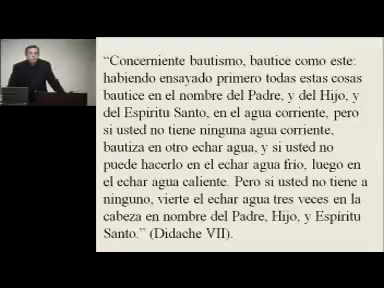 “Concerniente bautismo, bautice como este:
habiendo ensayado primero todas estas cosas
bautice en el nombre del Padre, y del Hijo, y
del Espiritu Santo, en el agua corriente, pero
si usted no tiene ninguna agua corriente,
bautiza en otro echar agua, y si usted no
puede hacerlo en el echar agua frío, luego en
el echar agua caliente. Pero si usted no tiene a
ninguno, vierte el echar agua tres veces en la
cabeza en nombre del Padre, Hijo, y Espíritu
Santo.” (Didache VII).